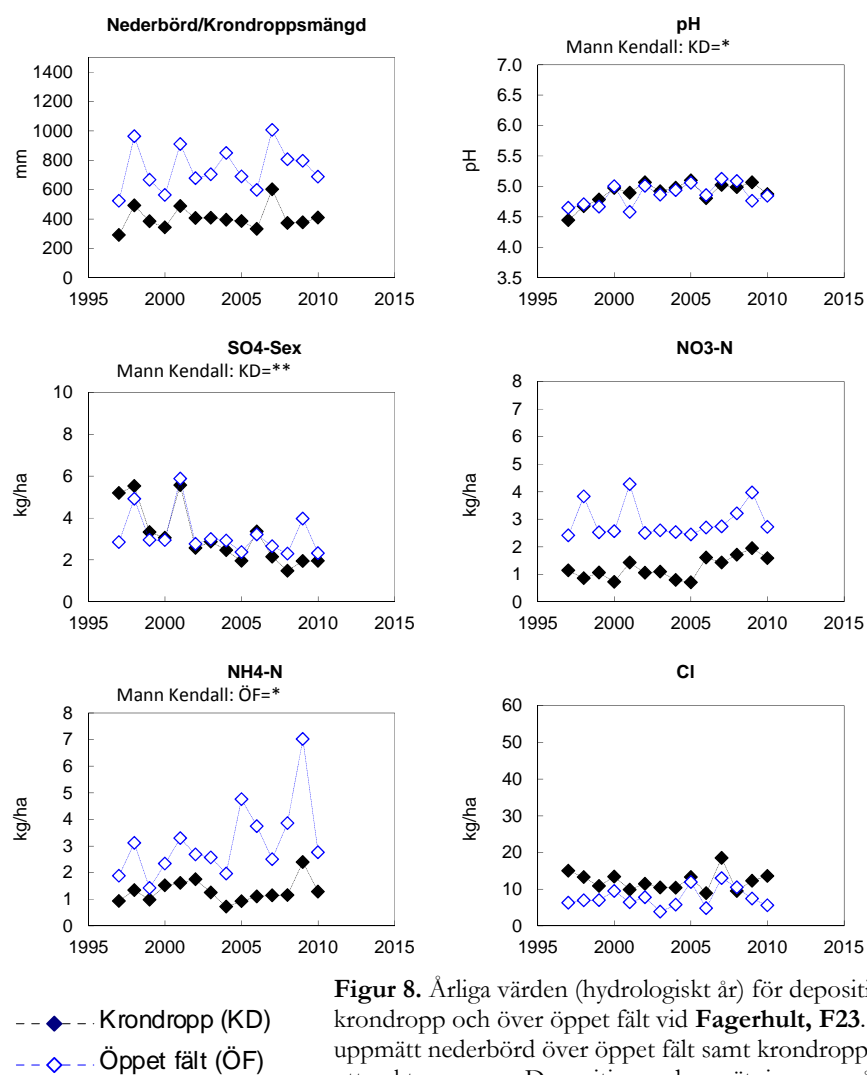 Nederbörd/Krondroppsmängd
1400
1200
1000
800
600
400
200
0
mm
1995 2000 2005 2010 2015
pH
Mann Kendall: KD=*
7.0
6.5
6.0
5.5
5.0
4.5
4.0
3.5
pH
1995 2000 2005 2010 2015
SO4-Sex
Mann Kendall: KD=**
10
8
6
4
2
0
kg/ha
1995 2000 2005 2010 2015
NO3-N
8
7
6
5
4
3
2
1
0
kg/ha
1995 2000 2005 2010 2015
NH4-N
Mann Kendall: ÖF=*
8
7
6
5
4
3
2
1
0
kg/ha
1995 2000 2005 2010 2015
Cl
60
50
40
30
20
10
0
kg/ha
1995 2000 2005 2010 2015
Krondropp (KD)
Öppet fält (ÖF)
Figur 8. Årliga värden (hydrologiskt år) för depositi
krondropp och över öppet fält vid Fagerhult, F23.
uppmätt nederbörd över öppet fält samt krondropp